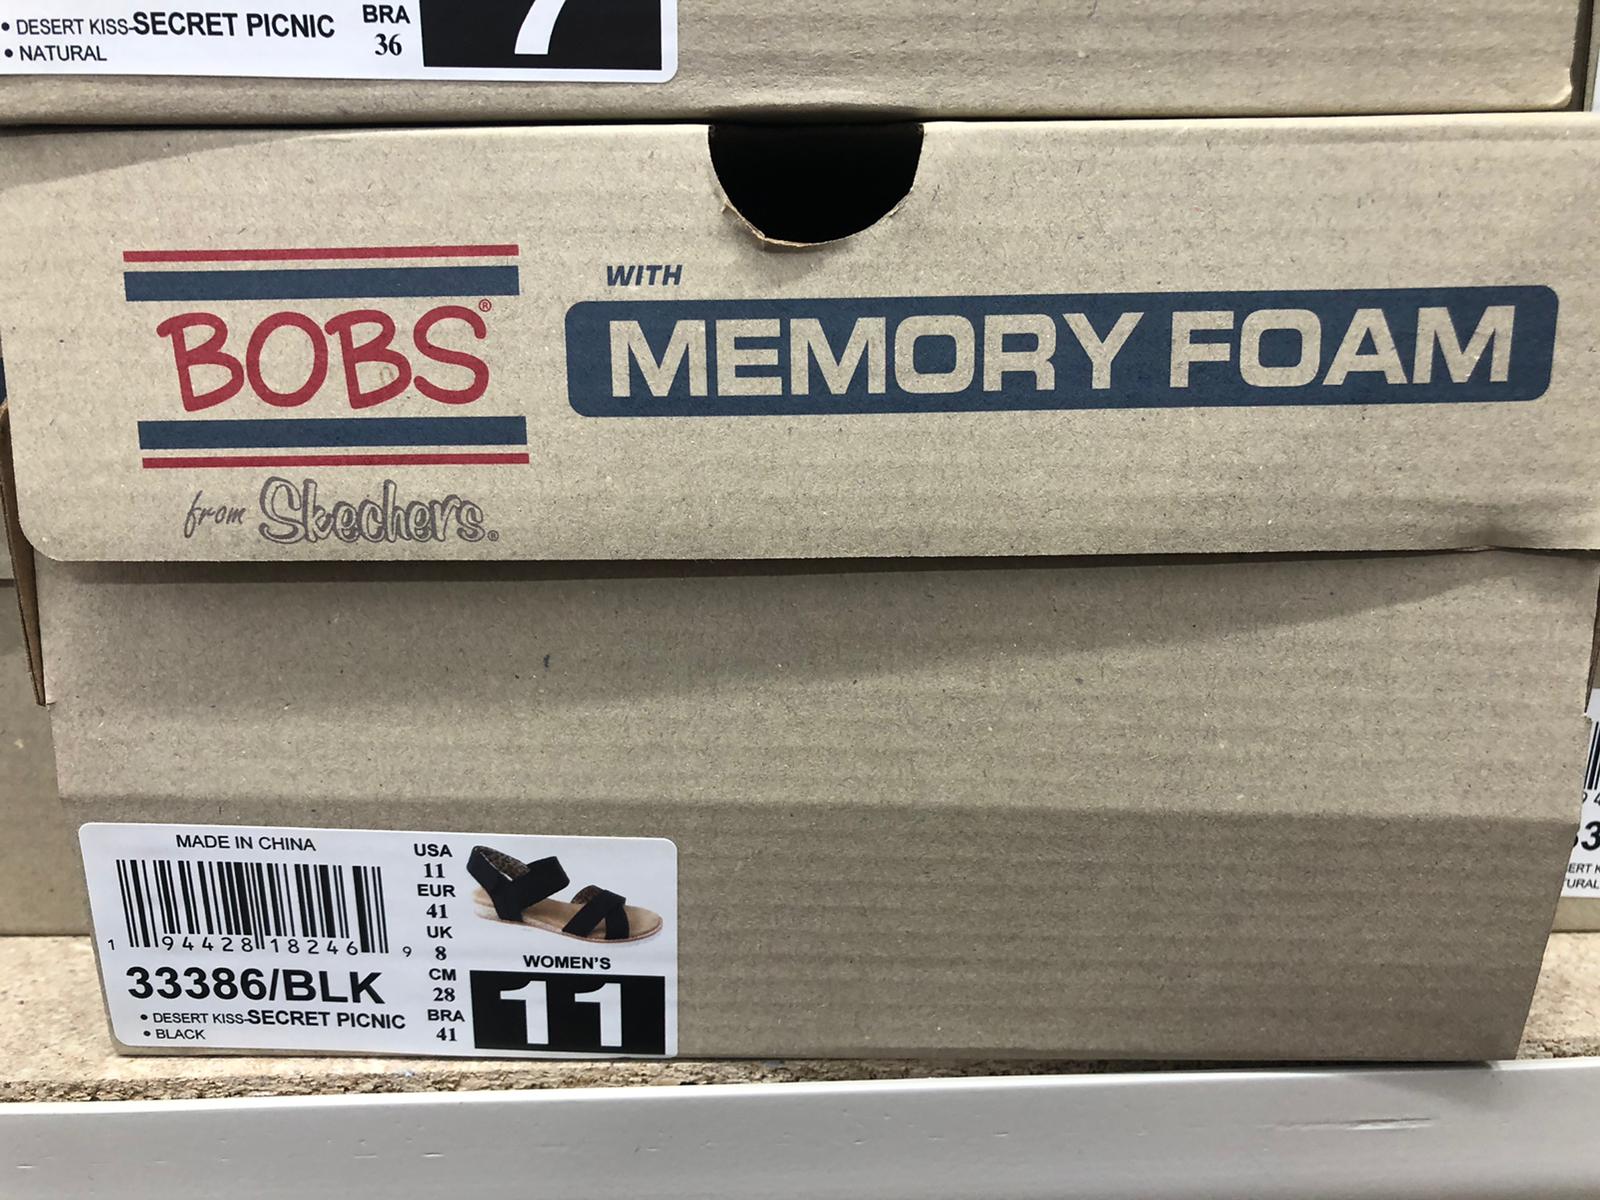 • DESERT KISS-SECRET PICNIC
• NATURAL
BRA
36
7
BOBS®
from Skechers®
WITH
MEMORY FOAM
MADE IN CHINA
1 94428 18246 9
33386/BLK
• DESERT KISS-SECRET PICNIC
• BLACK
USA
11
EUR
41
UK
8
CM
28
BRA
41
WOMEN'S
11